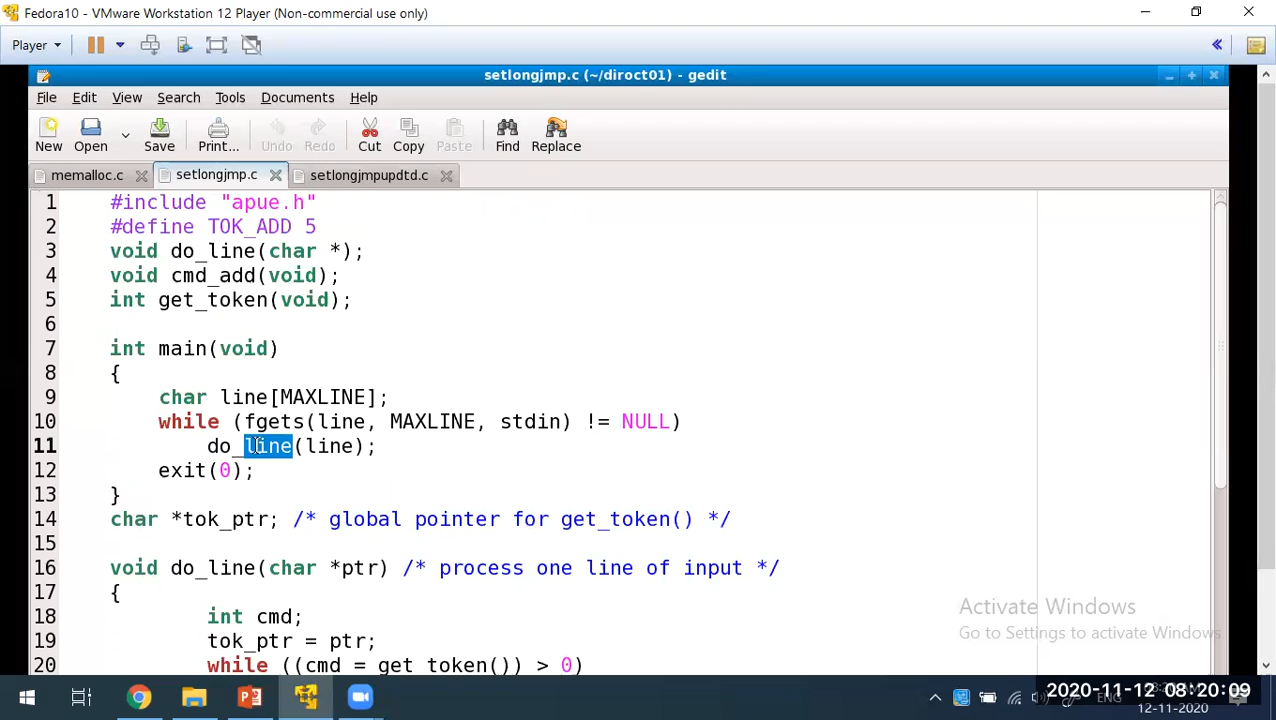 Fedora10 - VMware Workstation 12 Player (Non-commercial use only)
Player
setlongjmp.c (~/diroct01) - gedit
File Edit View Search Tools Documents Help
New Open Save Print... Undo Redo Cut Copy Paste Find Replace
memalloc.c setlongjmp.c setlongjmpupdtd.c
1 #include "apue.h"
2 #define TOK_ADD 5
3 void do_line(char *);
4 void cmd_add(void);
5 int get_token(void);
6
7 int main(void)
8 {
9 char line[MAXLINE];
10 while (fgets(line, MAXLINE, stdin) != NULL)
11 do_line(line);
12 exit(0);
13 }
14 char *tok_ptr; /* global pointer for get_token() */
15
16 void do_line(char *ptr) /* process one line of input */
17 {
18 int cmd;
19 tok_ptr = ptr;
20 while ((cmd = get_token()) > 0)
Activate Windows
Go to Settings to activate Windows.
2020-11-12 08:20:09
ENG
12-11-2020